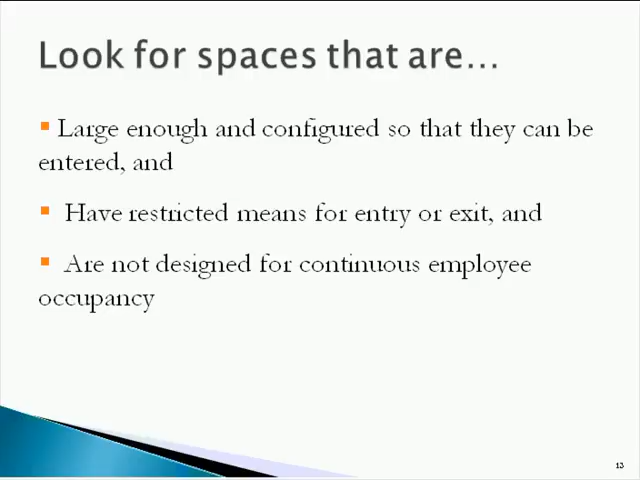 Look for spaces that are...
▪ Large enough and configured so that they can be
entered, and
▪ Have restricted means for entry or exit, and
▪ Are not designed for continuous employee
occupancy
13